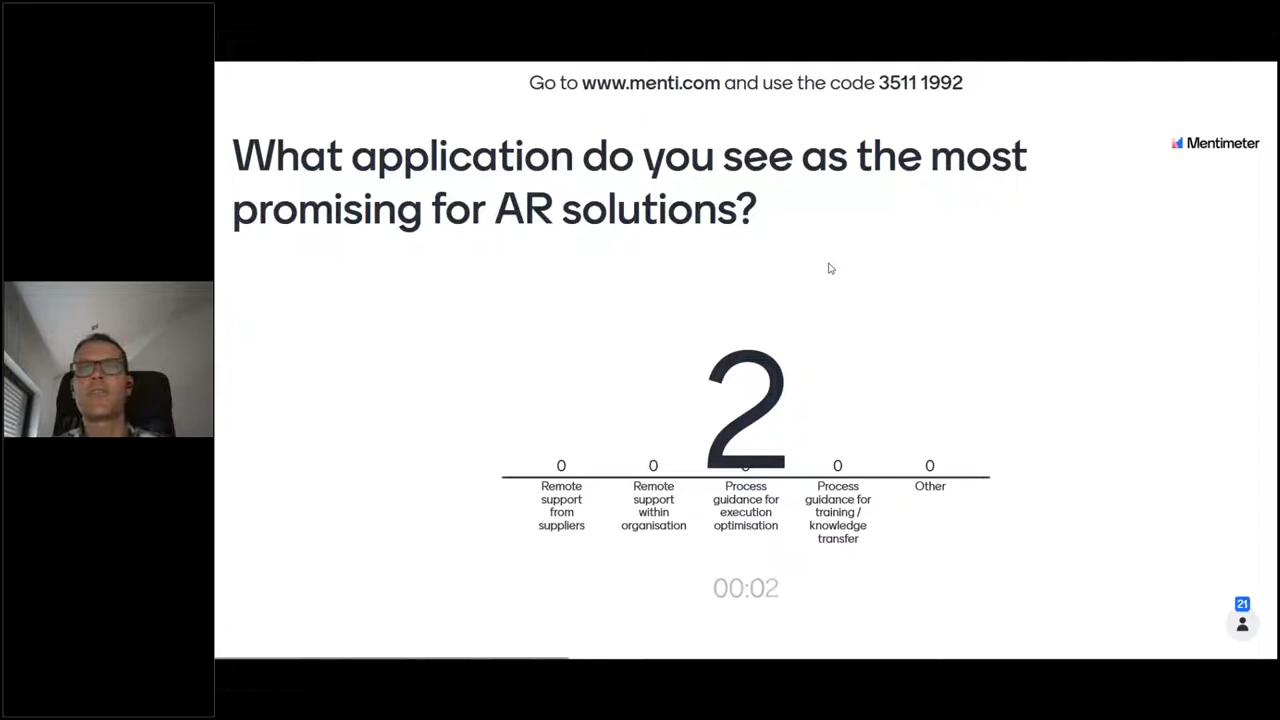 Go to www.menti.com and use the code 3511 1992
Mentimeter
What application do you see as the most
promising for AR solutions?
2
0
0
0
0
0
Remote
support
from
suppliers
Remote
support
within
organisation
Process
guidance for
execution
optimisation
Process
guidance for
training /
knowledge
transfer
Other
00:02
21